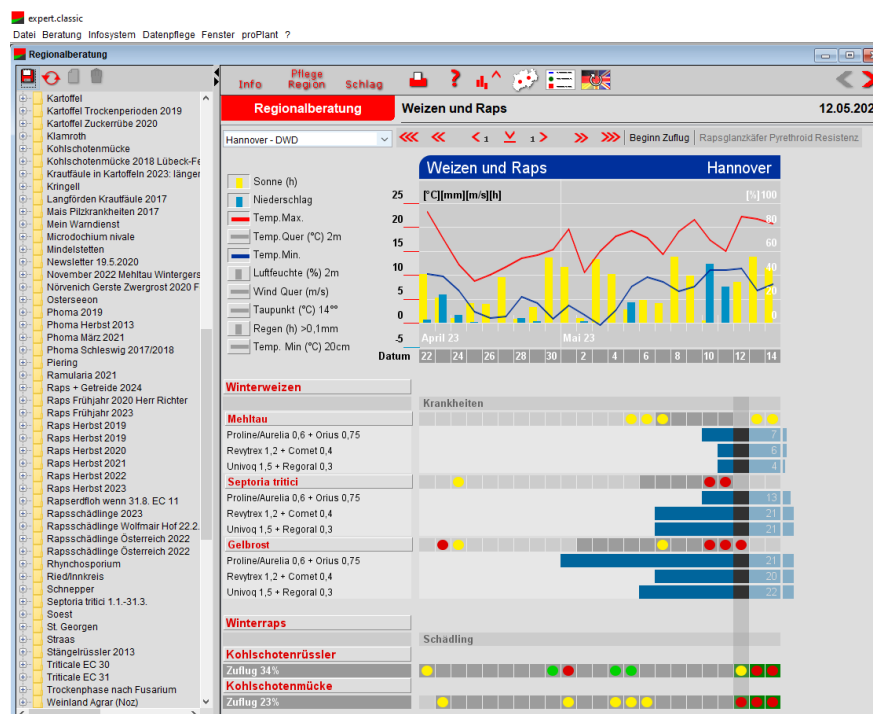 expert.classic
Datei Beratung Infosystem Datenpflege Fenster proPlant ?
Regionalberatung
Kartoffel
Kartoffel Trockenperioden 2019
Kartoffel Zuckerrübe 2020
Klamroth
Kohlschotenmücke
Kohlschotenmücke 2018 Lübeck-Fe
Krautfäule in Kartoffeln 2023: länger
Kringell
Langförden Krautfäule 2017
Mais Pilzkrankheiten 2017
Mein Warndienst
Microdochium nivale
Mindelstetten
Newsletter 19.5.2020
November 2022 Mehltau Wintergers
Nörvenich Gerste Zwergrost 2020 F
Osterseeon
Phoma 2019
Phoma Herbst 2013
Phoma März 2021
Phoma Schleswig 2017/2018
Piering
Ramularia 2021
Raps + Getreide 2024
Raps Frühjahr 2020 Herr Richter
Raps Frühjahr 2023
Raps Herbst 2019
Raps Herbst 2019
Raps Herbst 2020
Raps Herbst 2021
Raps Herbst 2022
Raps Herbst 2023
Rapserdfloh wenn 31.8. EC 11
Rapsschädlinge 2023
Rapsschädlinge Wolfmair Hof 22.2.
Rapsschädlinge Österreich 2022
Rapsschädlinge Österreich 2022
Rhynchosporium
Ried/Innkreis
Schnepper
Septoria tritici 1.1.-31.3.
Soest
St. Georgen
Straas
Stängelrüssler 2013
Triticale EC 30
Triticale EC 31
Trockenphase nach Fusarium
Weinland Agrar (Noz)
Info Pflege Region Schlag ?
Regionalberatung Weizen und Raps 12.05.202
Hannover - DWD 1 1 Beginn Zuflug Rapsglanzkäfer Pyrethroid Resistenz
Weizen und Raps Hannover
Sonne (h)
Niederschlag
Temp.Max.
Temp.Quer (°C) 2m
Temp.Min.
Luftfeuchte (%) 2m
Wind Quer (m/s)
Taupunkt (°C) 14°°
Regen (h) >0,1mm
Temp. Min (°C) 20cm
[°C][mm][m/s][h] [%] 100
25
20 80
15 60
10 40
5 20
0 0
-5 April 23 Mai 23
Datum 22 24 26 28 30 2 4 6 8 10 12 14
Winterweizen
Krankheiten
Mehltau
Proline/Aurelia 0,6 + Orius 0,75 7
Revytrex 1,2 + Comet 0,4 6
Univoq 1,5 + Regoral 0,3 4
Septoria tritici
Proline/Aurelia 0,6 + Orius 0,75 13
Revytrex 1,2 + Comet 0,4 21
Univoq 1,5 + Regoral 0,3 21
Gelbrost
Proline/Aurelia 0,6 + Orius 0,75 21
Revytrex 1,2 + Comet 0,4 20
Univoq 1,5 + Regoral 0,3 22
Winterraps
Schädling
Kohlschotenrüssler
Zuflug 34%
Kohlschotenmücke
Zuflug 23%